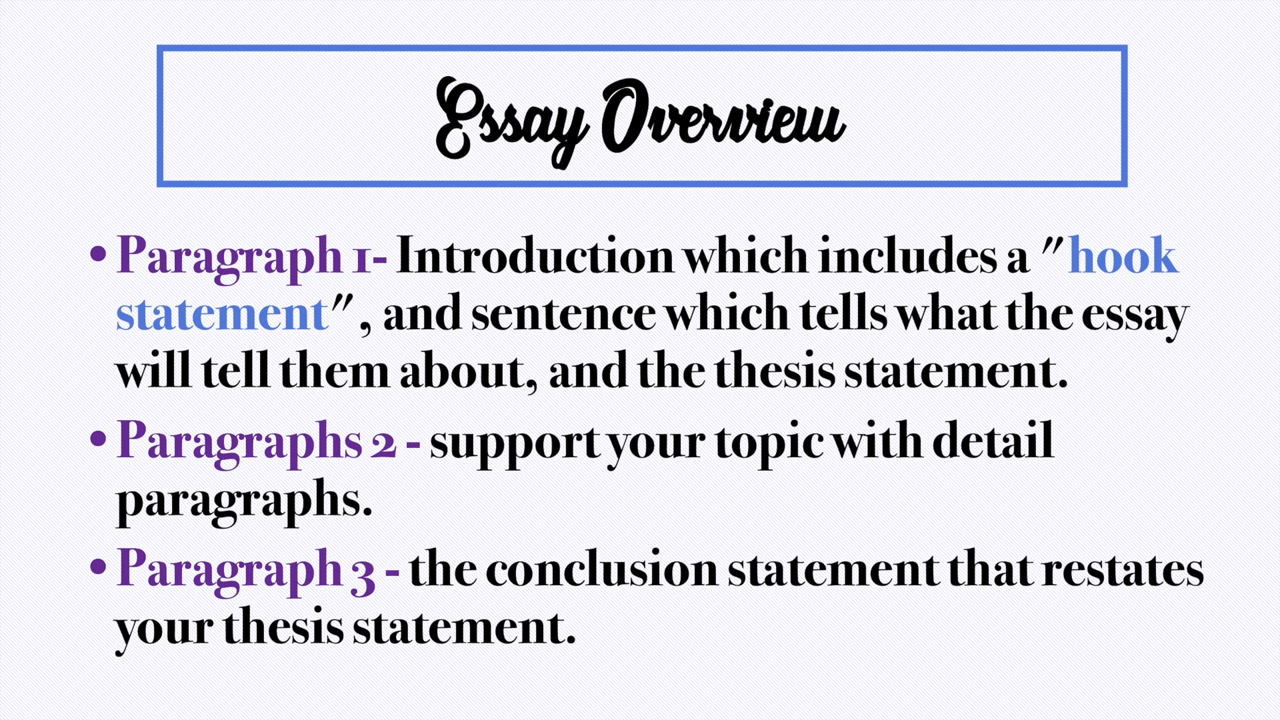 Essay Overview
• Paragraph 1- Introduction which includes a "hook
statement", and sentence which tells what the essay
will tell them about, and the thesis statement.
• Paragraphs 2 - support your topic with detail
paragraphs.
• Paragraph 3 - the conclusion statement that restates
your thesis statement.